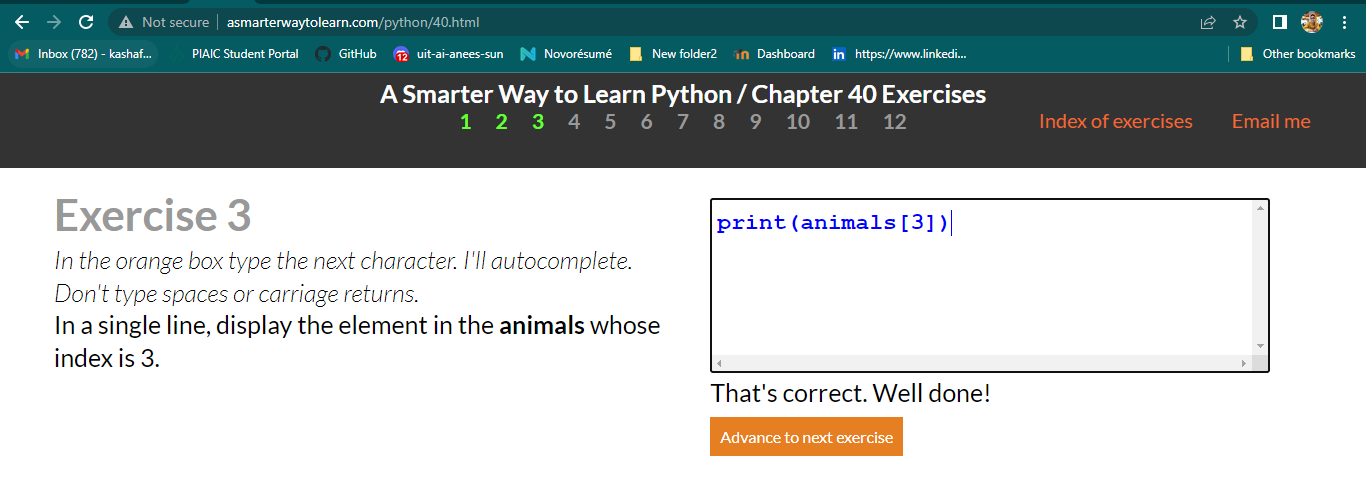 Not secure | asmarterwaytolearn.com/python/40.html
Inbox (782) - kashaf... PIAIC Student Portal GitHub 12 uit-ai-anees-sun Novorésumé New folder2 Dashboard in https://www.linkedi... Other bookmarks
A Smarter Way to Learn Python / Chapter 40 Exercises
1 2 3 4 5 6 7 8 9 10 11 12 Index of exercises Email me
Exercise 3
In the orange box type the next character. I'll autocomplete.
Don't type spaces or carriage returns.
In a single line, display the element in the animals whose
index is 3.
print(animals[3])
That's correct. Well done!
Advance to next exercise